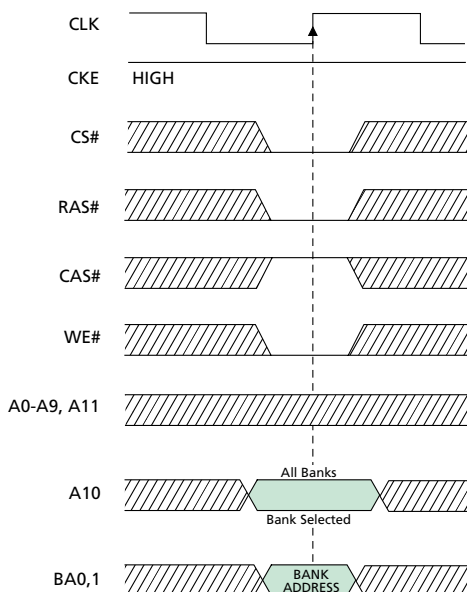 CLK
CKE HIGH
CS#
RAS#
CAS#
WE#
A0-A9, A11
All Banks
A10
Bank Selected
BA0,1
BANK
ADDRESS